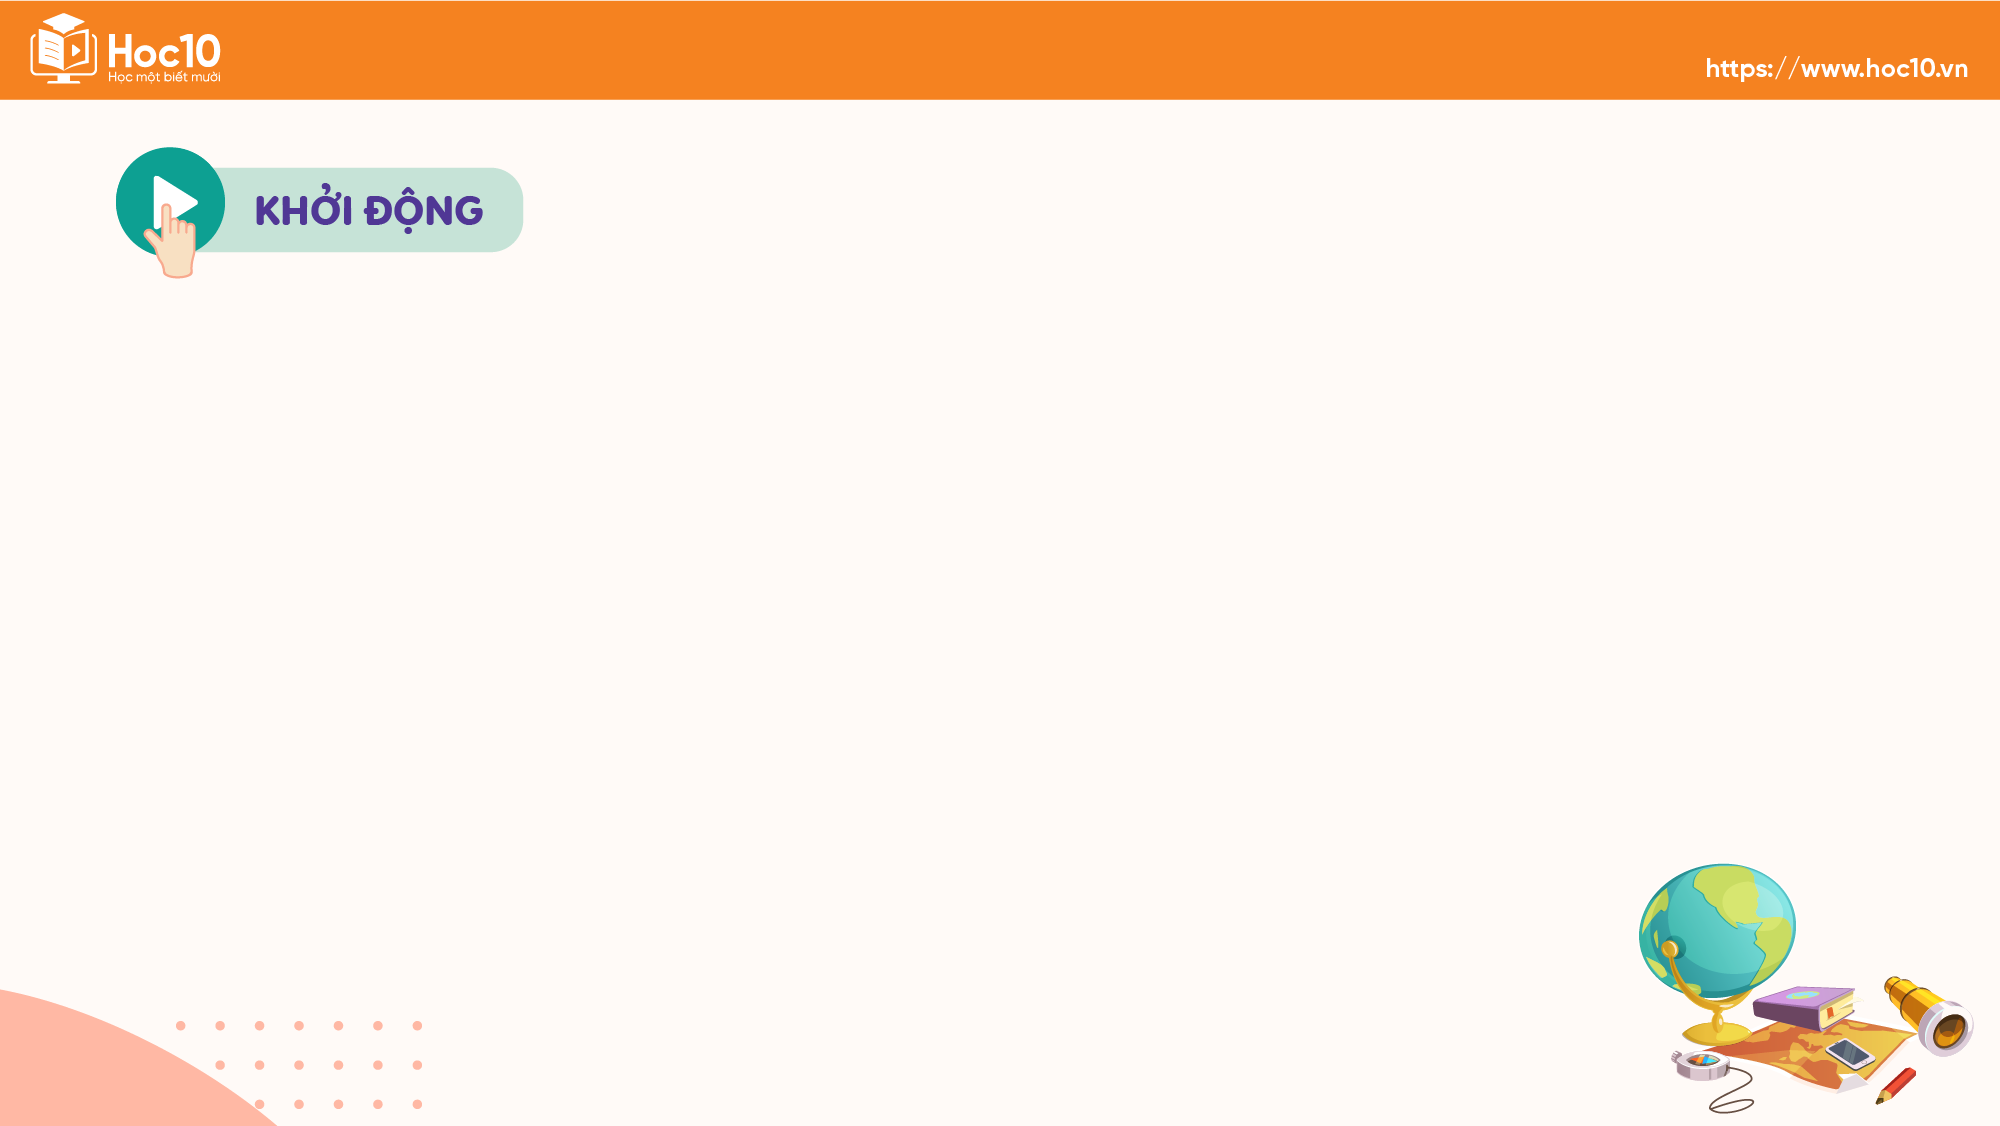 Hoc10
Học một biết mười
https://www.hoc10.vn
KHỞI ĐỘNG